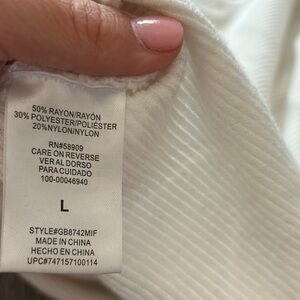 50% RAYON/RAYÓN
30% POLYESTER/POLIÉSTER
20%NYLON/NYLON
RN#58909
CARE ON REVERSE
VER AL DORSO
PARA CUIDADO
100-00046940
L
STYLE#GB8742MIF
MADE IN CHINA
HECHO EN CHINA
UPC#747157100114